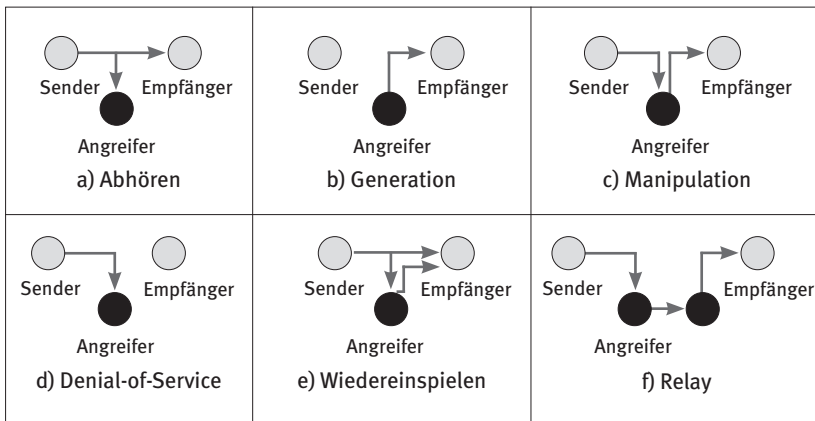 Sender Empfänger
Angreifer
a) Abhören
Sender Empfänger
Angreifer
b) Generation
Sender Empfänger
Angreifer
c) Manipulation
Sender Empfänger
Angreifer
d) Denial-of-Service
Sender Empfänger
Angreifer
e) Wiedereinspielen
Sender Empfänger
Angreifer
f) Relay